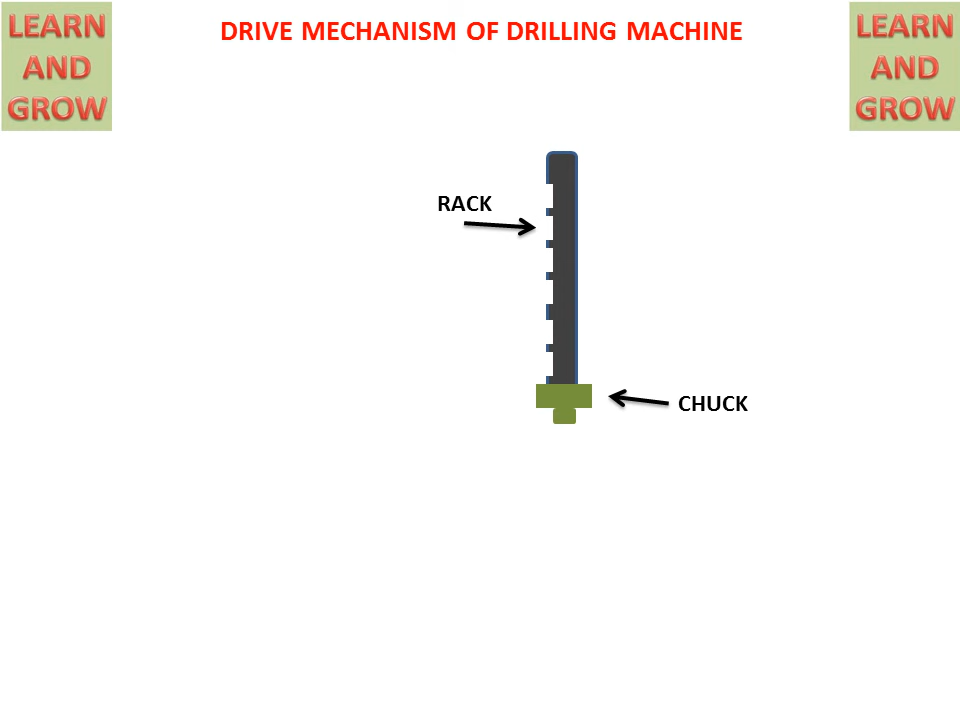 LEARN
AND
GROW
DRIVE MECHANISM OF DRILLING MACHINE
LEARN
AND
GROW
RACK
CHUCK